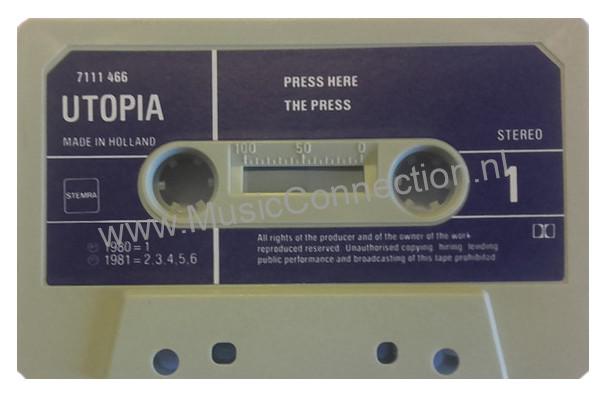 7111 466
UTOPIA
MADE IN HOLLAND
PRESS HERE
THE PRESS
STEREO
100 50 0
STEMRA
1
www.MusicConnection.nl
Ⓟ 1980 = 1
Ⓟ 1981 = 2,3,4,5,6
All rights of the producer and of the owner of the work
reproduced reserved. Unauthorised copying hiring lending
public performance and broadcasting of this tape prohibited